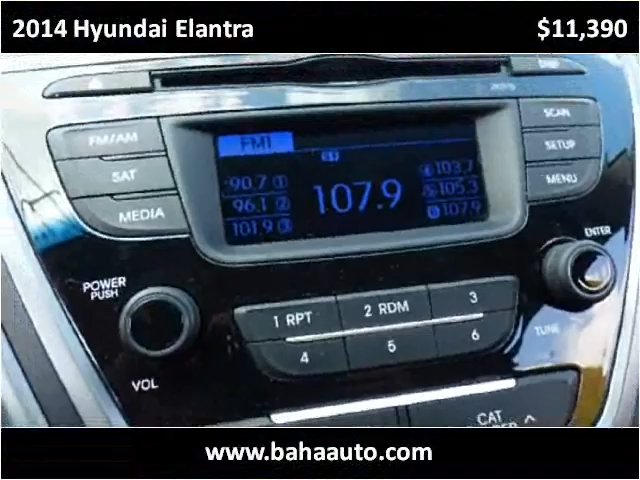 2014 Hyundai Elantra
$11,390
FM/AM
SAT
MEDIA
FM1
90.7 1
96.1 2
101.9 3
107.9
4 103.7
5 105.3
6 107.9
SCAN
SETUP
MENU
POWER
PUSH
VOL
1 RPT
2 RDM
3
4
5
6
ENTER
TUNE
CAT
www.bahaauto.com